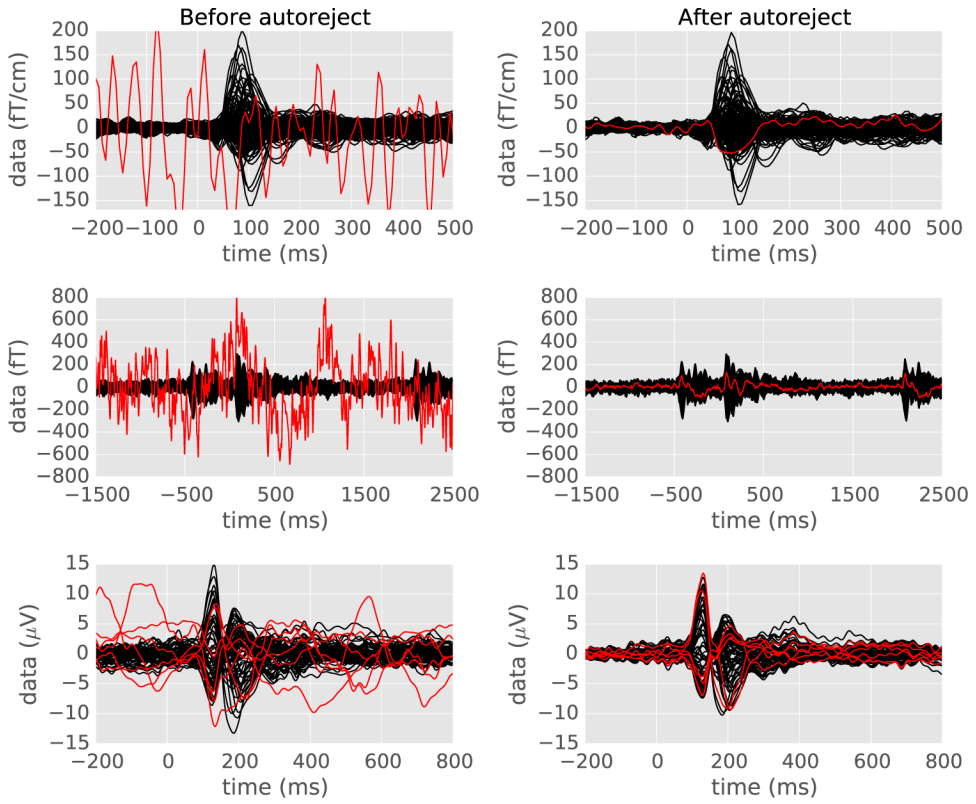 Before autoreject
After autoreject
200
150
100
50
0
−50
−100
−150
data (fT/cm)
−200 −100 0 100 200 300 400 500
time (ms)
200
150
100
50
0
−50
−100
−150
data (fT/cm)
−200 −100 0 100 200 300 400 500
time (ms)
800
600
400
200
0
−200
−400
−600
−800
data (fT)
−1500 −500 500 1500 2500
time (ms)
800
600
400
200
0
−200
−400
−600
−800
data (fT)
−1500 −500 500 1500 2500
time (ms)
15
10
5
0
−5
−10
−15
data (μV)
−200 0 200 400 600 800
time (ms)
15
10
5
0
−5
−10
−15
data (μV)
−200 0 200 400 600 800
time (ms)